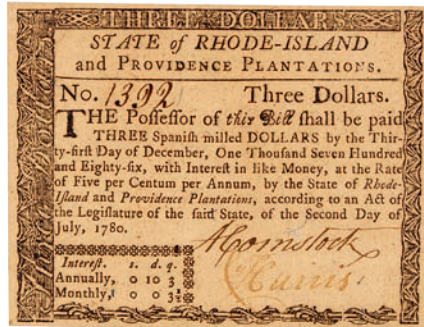 THREE DOLLARS
STATE of RHODE-ISLAND
and PROVIDENCE PLANTATIONS.
No. 1392 Three Dollars.
THE Poſſeſſor of this Bill ſhall be paid
THREE Spaniſh milled DOLLARS by the Thir-
ty-firſt Day of December, One Thouſand Seven Hundred
and Eighty-ſix, with Intereſt in like Money, at the Rate
of Five per Centum per Annum, by the State of Rhode-
Iſland and Providence Plantations, according to an Act of
the Legiſlature of the ſaid State, of the Second Day of
July, 1780.
A Comstock
Harris
Intereſt. s. d. q.
Annually, 0 10 3
Monthly, 0 0 3½